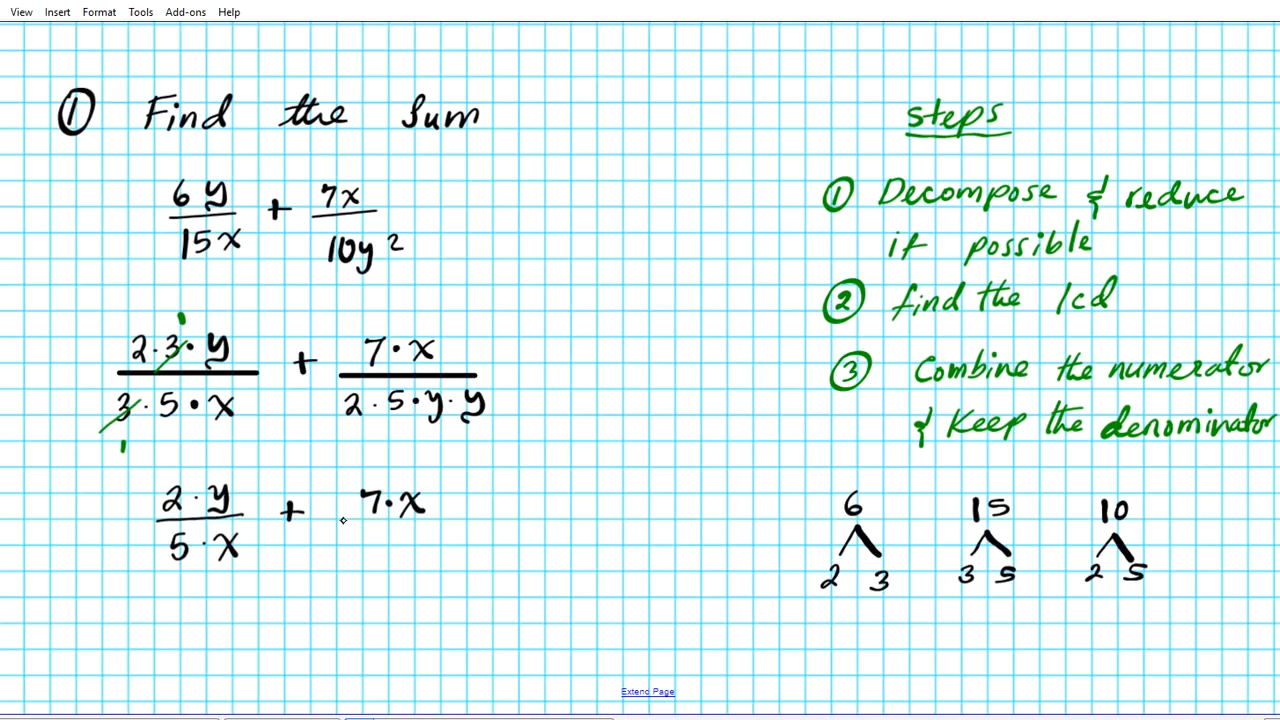 View Insert Format Tools Add-ons Help
① Find the Sum
6y/15x + 7x/10y²
1
2·3·y/3·5·x + 7·x/2·5·y·y
1
2·y/5·x + 7·x
steps
① Decompose & reduce
if possible
② find the lcd
③ Combine the numerator
& Keep the denominator
6 15 10
2 3 3 5 2 5
Extend Page